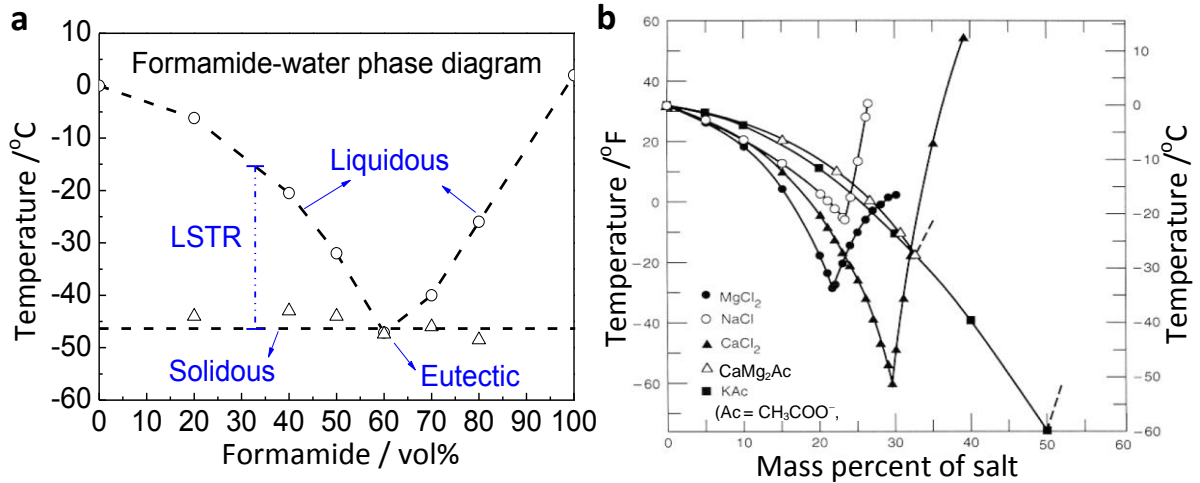 a
Formamide-water phase diagram
Liquidous
LSTR
Solidous
Eutectic
10
0
-10
-20
-30
-40
-50
-60
0 10 20 30 40 50 60 70 80 90 100
Temperature /°C
Formamide / vol%
b
60
40
20
0
−20
−40
−60
Temperature /°F
10
0
−10
−20
−30
−40
−50
−60
Temperature /°C
MgCl₂
NaCl
CaCl₂
CaMg₂Ac
KAc
(Ac = CH₃COO⁻,
0 10 20 30 40 50 60
Mass percent of salt